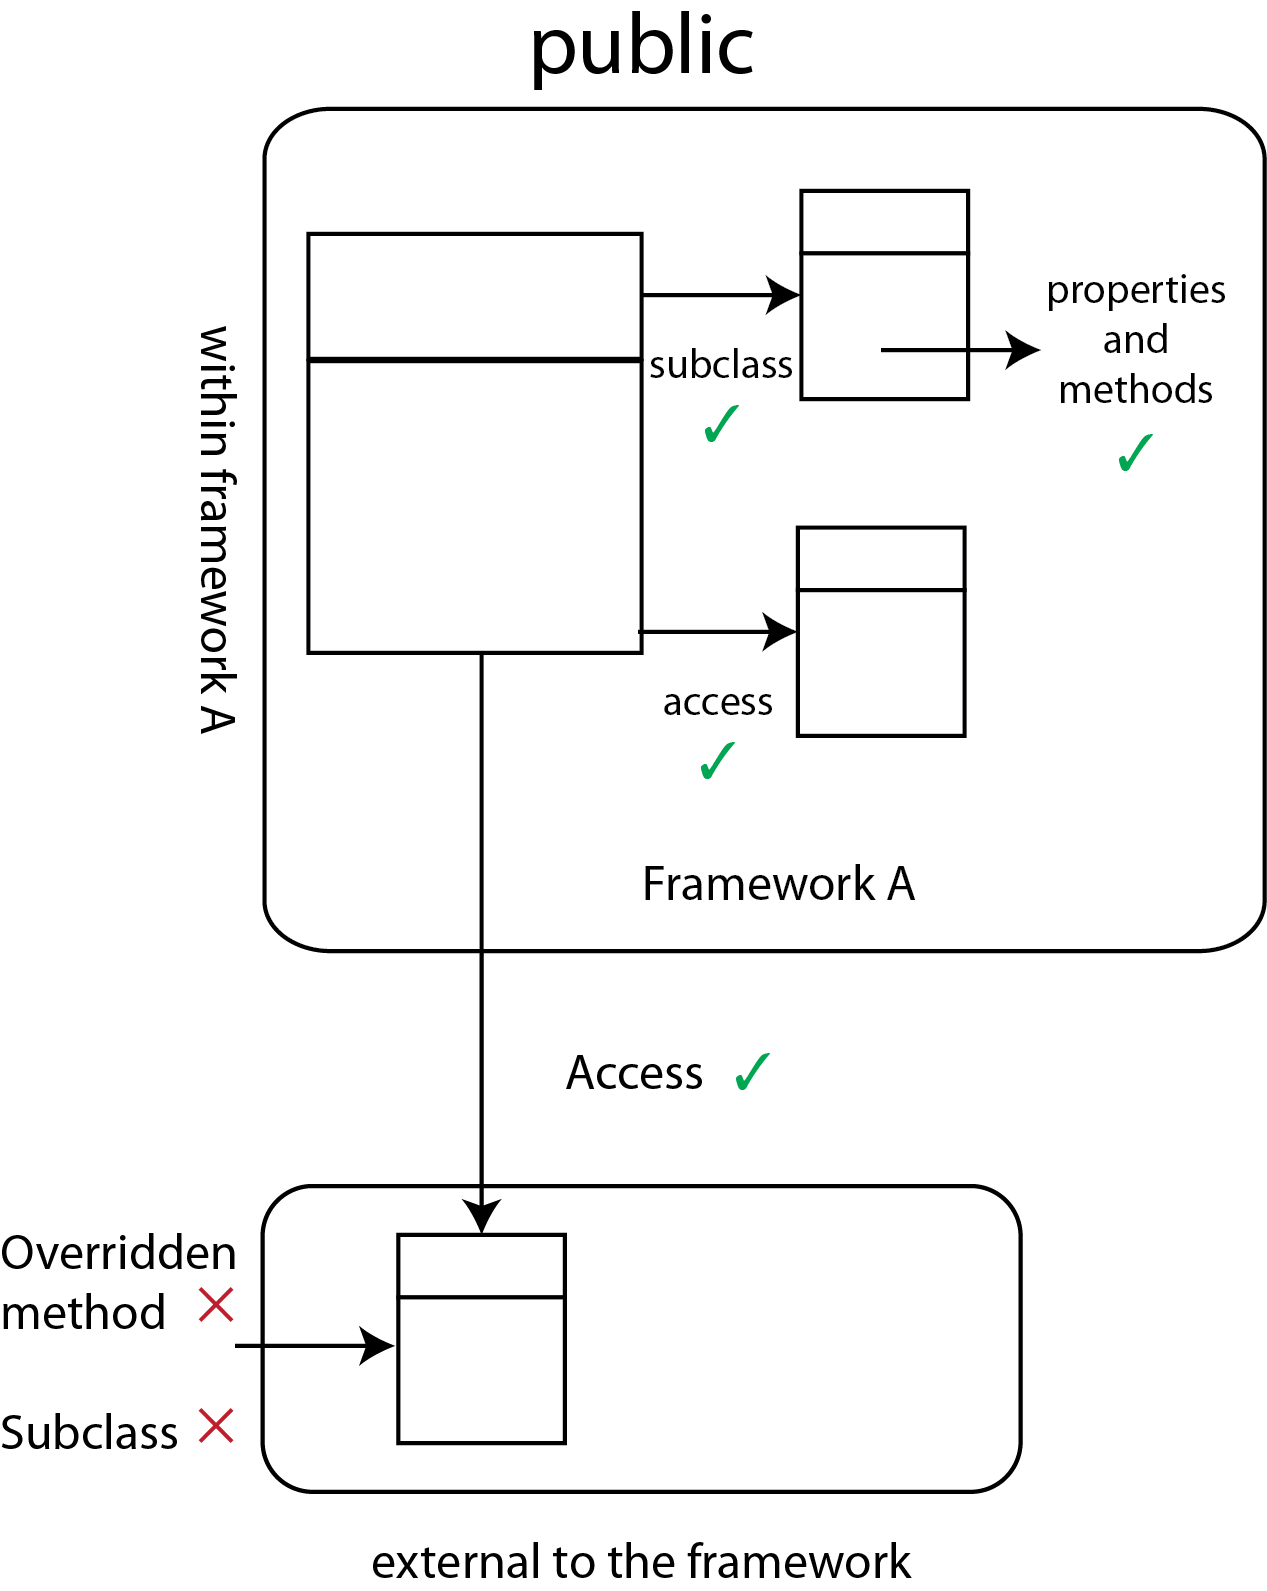 public
within framework A
subclass
properties
and
methods
access
Framework A
Access
Overridden
method
Subclass
external to the framework